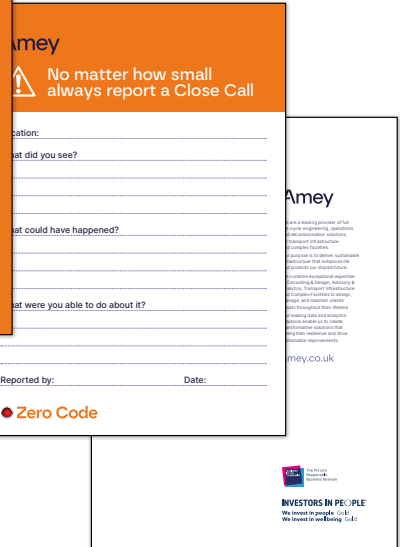 Amey
No matter how small
always report a Close Call
cation:
hat did you see?
hat could have happened?
hat were you able to do about it?
Reported by: Date:
Zero Code
Amey
are a leading provider of full
-cycle engineering, operations
d decarbonisation solutions,
transport infrastructure
d complex facilities.
purpose is to deliver sustainable
rastructure that enhances life
d protects our shared future.
combine exceptional expertise
Consulting & Design, Advisory &
alytics, Transport Infrastructure
d Complex Facilities to design,
anage, and maintain clients'
sets throughout their lifetime
r leading data and analytics
utions enable us to create
nsformative solutions that
engthen resilience and drive
stainable improvements.
mey.co.uk
The Prince's
Responsible
Business Network
INVESTORS IN PEOPLE
We invest in people Gold
We invest in wellbeing Gold